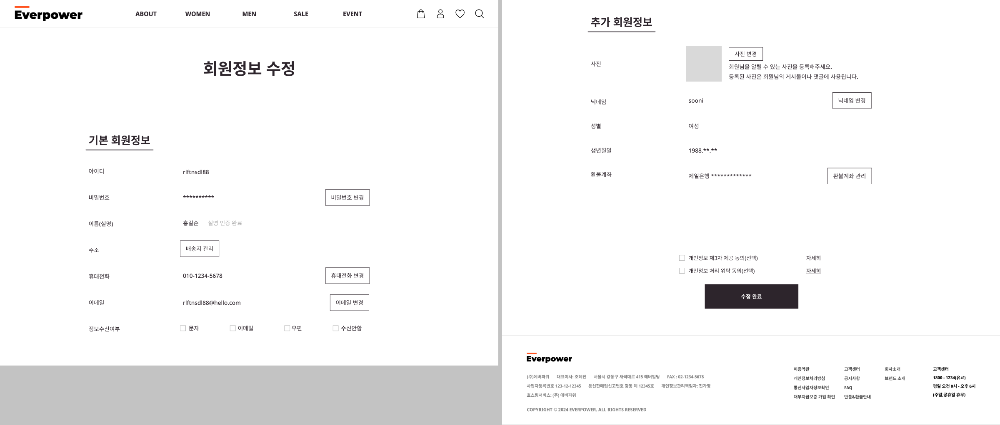 Everpower
ABOUT WOMEN MEN SALE EVENT
회원정보 수정
기본 회원정보
아이디 rlftnsdl88
비밀번호 ********** 비밀번호 변경
이름(실명) 홍길순 실명 인증 완료
주소 배송지 관리
휴대전화 010-1234-5678 휴대전화 변경
이메일 rlftnsdl88@hello.com 이메일 변경
정보수신여부 문자 이메일 우편 수신안함
추가 회원정보
사진 변경
사진
회원님을 알릴 수 있는 사진을 등록해주세요.
등록된 사진은 회뭔님의 게시물이나 댓글에 사용됩니다.
닉네임 sooni 닉네임 변경
성별 여성
생년월일 1988.**.**
환불계좌 제일은행 ************* 환불계좌 관리
개인정보 제3자 제공 동의(선택) 자세히
개인정보 처리 위탁 동의(선택) 자세히
수정 완료
Everpower
(주)에버파워 대표이사: 조혜진 서울시 강동구 새싹대로 415 에버빌딩 FAX : 02-1234-5678
사업자등록번호 123-12-12345 통신판매업신고번호 강동 제 12345호 개인정보관리책임자: 진가영
호스팅서비스: (주) 에버파워
COPYRIGHT © 2024 EVERPOWER. ALL RIGHTS RESERVED
이용약관
개인정보처리방침
통신사업자정보확인
채무지급보증 가입 확인
고객센터
공지사항
FAQ
반품&환불안내
회사소개
브랜드 소개
고객센터
1800 - 1234(유료)
평일 오전 9시 - 오후 6시
(주말,공휴일 휴무)